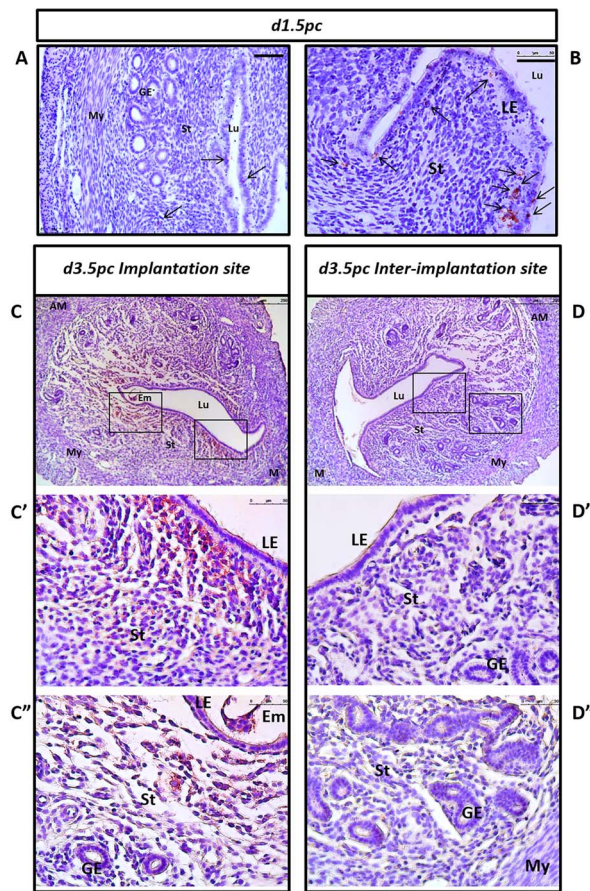 d1.5pc
A
GE
My
St
Lu
B
Lu
LE
St
d3.5pc Implantation site
d3.5pc Inter-implantation site
C
AM
Em
Lu
St
My
M
D
AM
Lu
St
M
My
C'
LE
St
D'
LE
St
GE
C"
LE
Em
St
GE
D'
St
GE
My